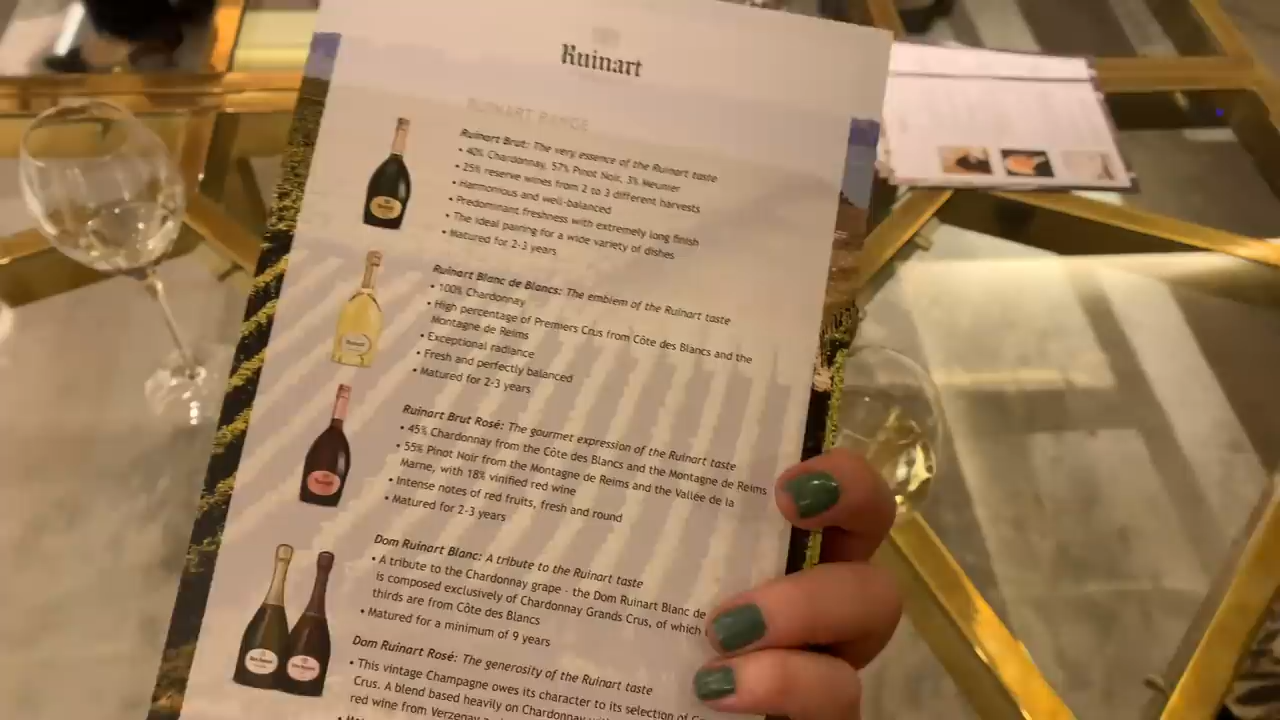 Ruinart
RUINART RANGE
Ruinart Brut: The very essence of the Ruinart taste
• 40% Chardonnay, 57% Pinot Noir, 3% Meunier
• 25% reserve wines from 2 to 3 different harvests
• Harmonious and well-balanced
• Predominant freshness with extremely long finish
• The ideal pairing for a wide variety of dishes
• Matured for 2-3 years
Ruinart Blanc de Blancs: The emblem of the Ruinart taste
• 100% Chardonnay
• High percentage of Premiers Crus from Côte des Blancs and the
Montagne de Reims
• Exceptional radiance
• Fresh and perfectly balanced
• Matured for 2-3 years
Ruinart Brut Rosé: The gourmet expression of the Ruinart taste
• 45% Chardonnay from the Côte des Blancs and the Montagne de Reims
• 55% Pinot Noir from the Montagne de Reims and the Vallée de la
Marne, with 18% vinified red wine
• Intense notes of red fruits, fresh and round
• Matured for 2-3 years
Dom Ruinart Blanc: A tribute to the Ruinart taste
• A tribute to the Chardonnay grape - the Dom Ruinart Blanc de
is composed exclusively of Chardonnay Grands Crus, of which
thirds are from Côte des Blancs
• Matured for a minimum of 9 years
Dom Ruinart Rosé: The generosity of the Ruinart taste
• This vintage Champagne owes its character to its selection of
Crus. A blend based heavily on Chardonnay
red wine from Verzenay